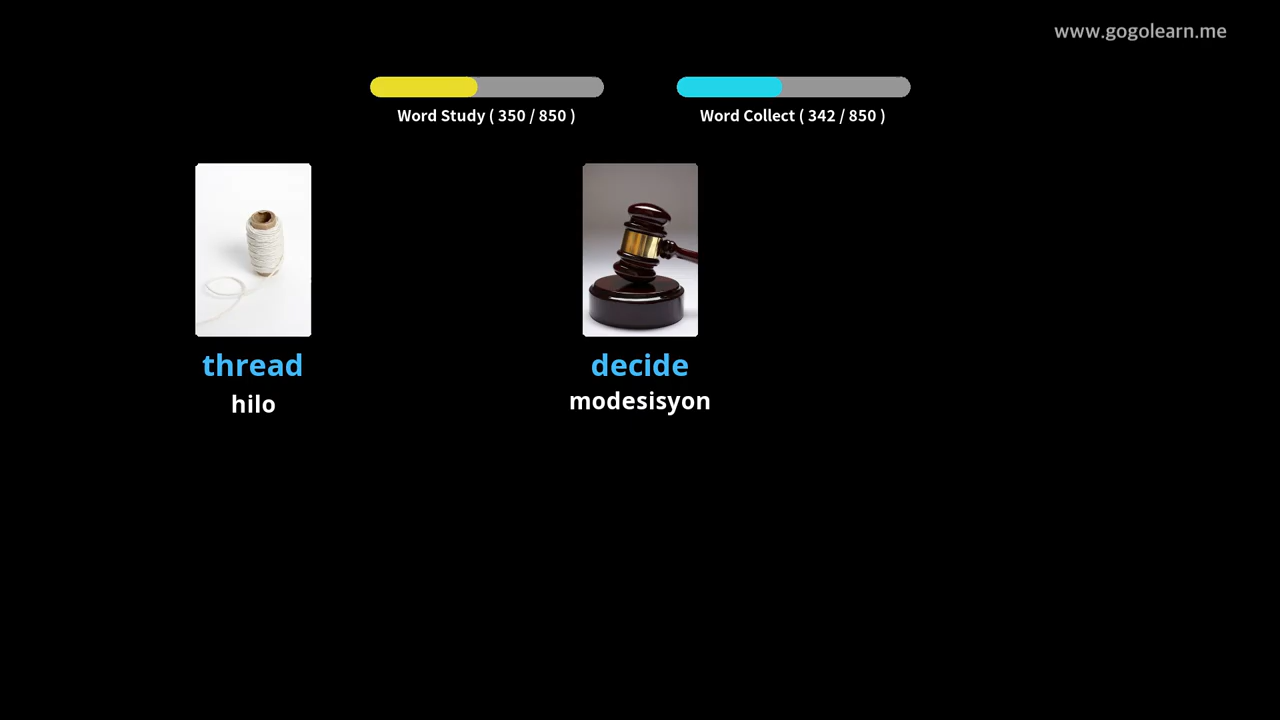 www.gogolearn.me
Word Study ( 350 / 850 )
Word Collect ( 342 / 850 )
thread
hilo
decide
modesisyon